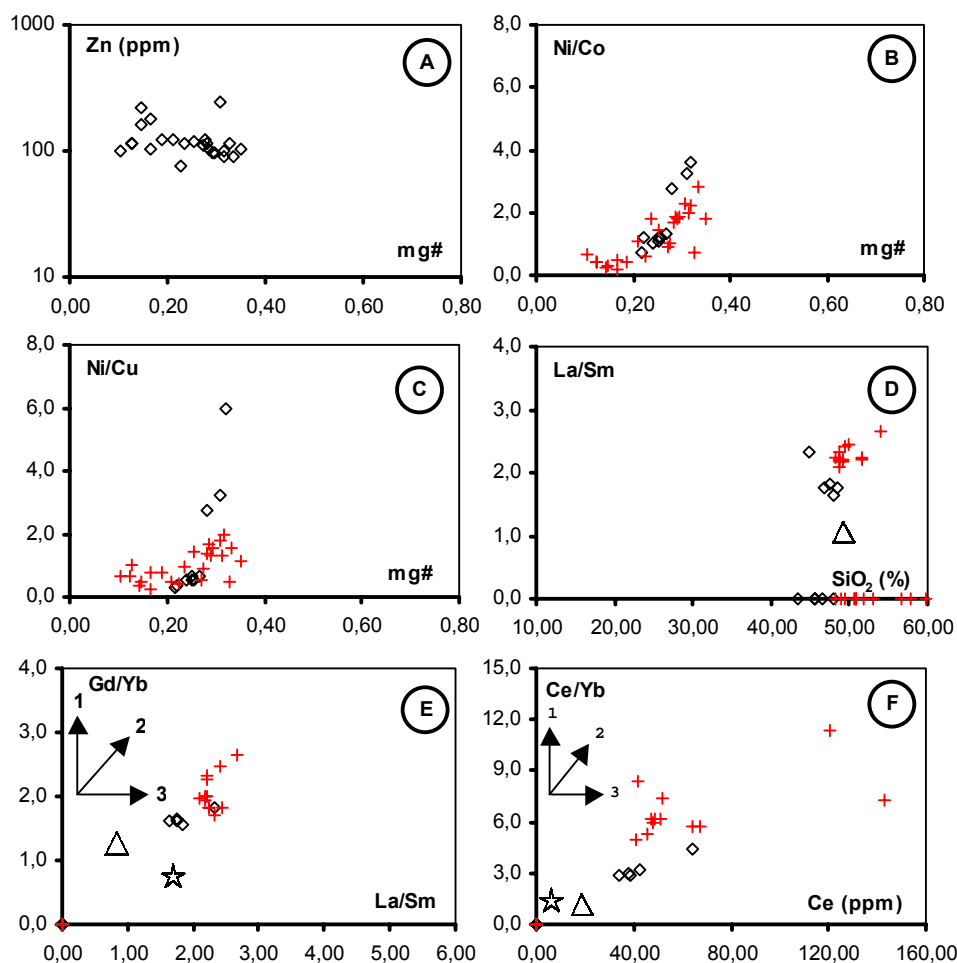 1000
Zn (ppm)
A
100
mg#
10
0,00 0,20 0,40 0,60 0,80
8,0
Ni/Co
B
6,0
4,0
2,0
mg#
0,0
0,00 0,20 0,40 0,60 0,80
8,0
Ni/Cu
C
6,0
4,0
2,0
mg#
0,0
0,00 0,20 0,40 0,60 0,80
4,0
La/Sm
D
3,0
2,0
1,0
SiO2 (%)
0,0
10,00 20,00 30,00 40,00 50,00 60,00
4,0
Gd/Yb
E
1
2
3,0
2,0
3
1,0
La/Sm
0,0
0,00 1,00 2,00 3,00 4,00 5,00 6,00
15,0
Ce/Yb
F
1
2
12,0
9,0
3
6,0
3,0
Ce (ppm)
0,0
0,00 40,00 80,00 120,00 160,00